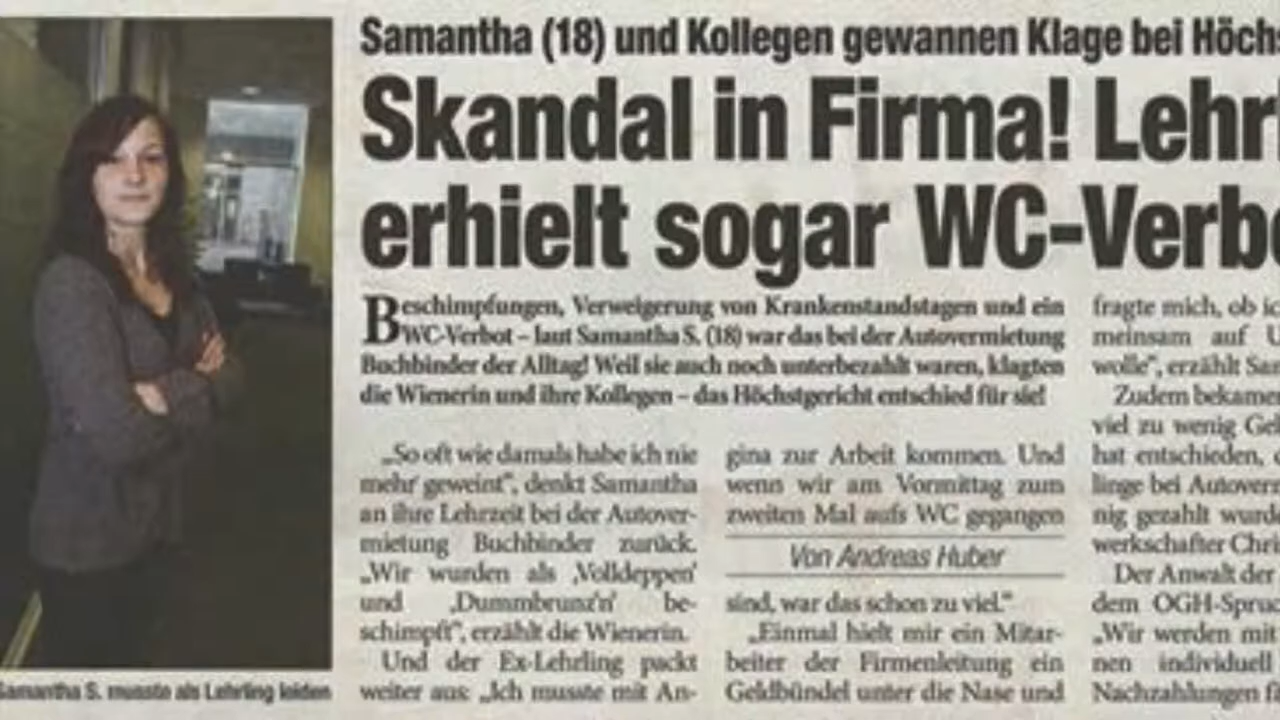 Samantha (18) und Kollegen gewannen Klage bei Höchs
Skandal in Firma! Lehr
erhielt sogar WC-Verb
Beschimpfungen, Verweigerung von Krankenstandstagen und ein
WC-Verbot – laut Samantha S. (18) war das bei der Autovermietung
Buchbinder der Alltag! Weil sie auch noch unterbezahlt waren, klagten
die Wienerin und ihre Kollegen – das Höchstgericht entschied für sie!
„So oft wie damals habe ich nie
mehr geweint“, denkt Samantha
an ihre Lehrzeit bei der Autover-
mietung Buchbinder zurück.
„Wir wurden als ‚Volldeppen‘
und ‚Dummbrunz'n‘ be-
schimpft“, erzählt die Wienerin.
Und der Ex-Lehrling packt
weiter aus: „Ich musste mit An-
gina zur Arbeit kommen. Und
wenn wir am Vormittag zum
zweiten Mal aufs WC gegangen
Von Andreas Huber
sind, war das schon zu viel.“
„Einmal hielt mir ein Mitar-
beiter der Firmenleitung ein
Geldbündel unter die Nase und
fragte mich, ob ic
meinsam auf U
wolle“, erzählt Sam
Zudem bekame
viel zu wenig Gel
hat entschieden, d
linge bei Autoverm
nig gezahlt wurd
werkschafter Chri
Der Anwalt der
dem OGH-Spruc
„Wir werden mit
nen individuell
Nachzahlungen f
Samantha S. musste als Lehrling leiden